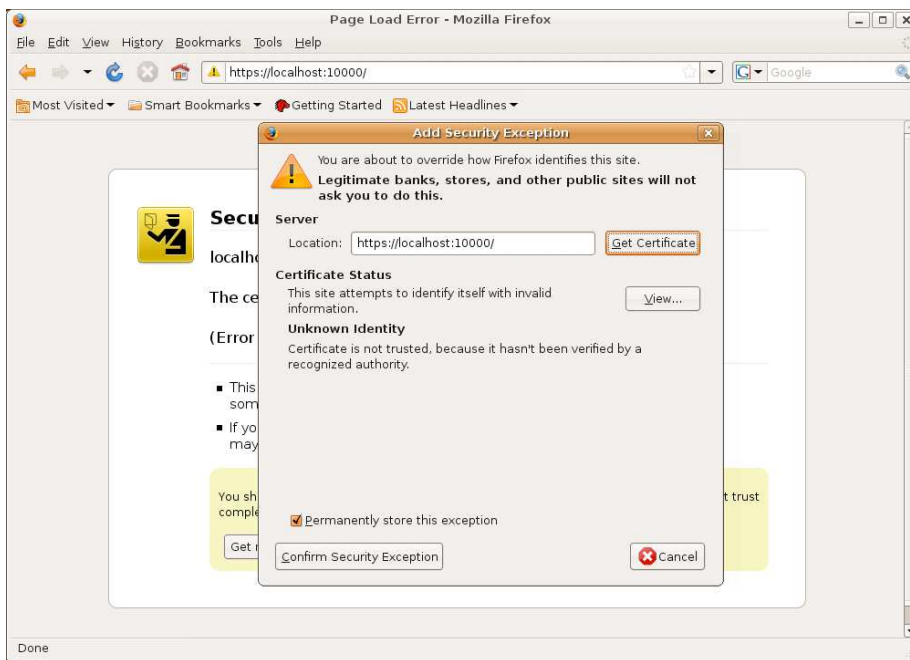 Page Load Error - Mozilla Firefox
File Edit View History Bookmarks Tools Help
https://localhost:10000/
Google
Most Visited Smart Bookmarks Getting Started Latest Headlines
Add Security Exception
You are about to override how Firefox identifies this site.
Legitimate banks, stores, and other public sites will not
ask you to do this.
Server
Location: https://localhost:10000/ Get Certificate
Certificate Status
This site attempts to identify itself with invalid
information.
View...
Unknown Identity
Certificate is not trusted, because it hasn't been verified by a
recognized authority.
Permanently store this exception
Confirm Security Exception Cancel
Secu
localho
The ce
(Error
This
som
If yo
may
You sh t trust
comple
Get
Done